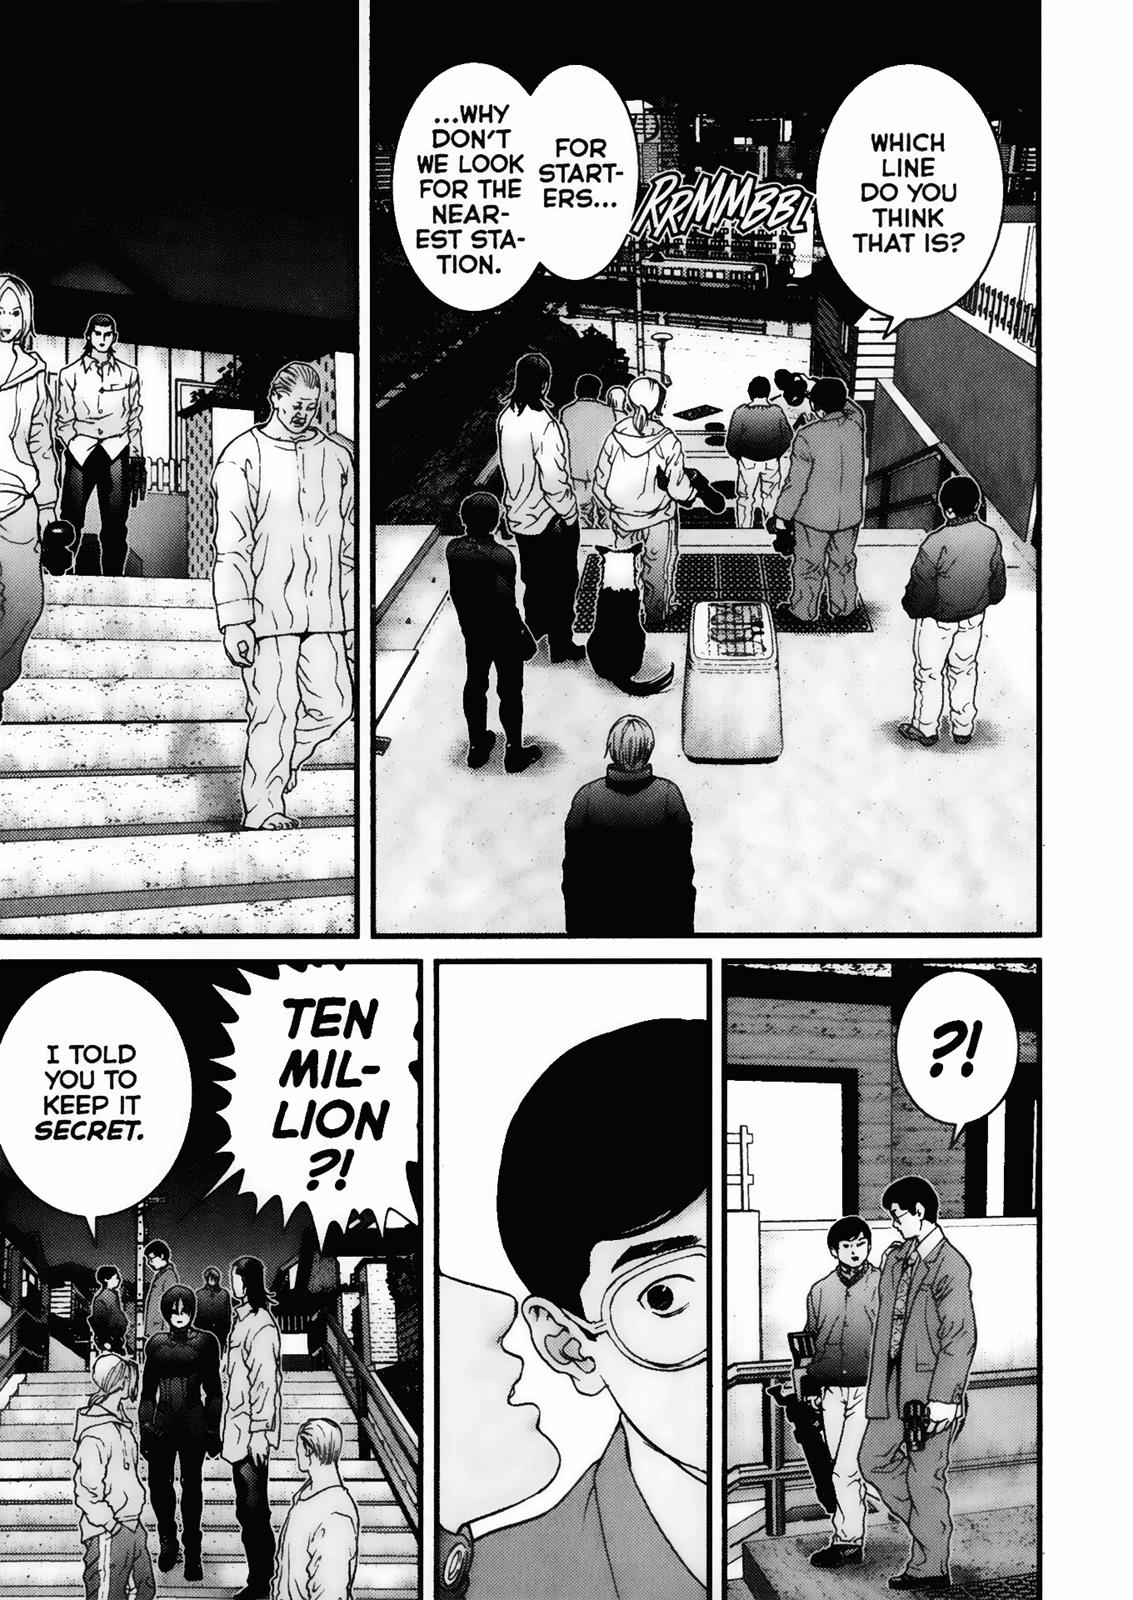 WHICH
LINE
DO YOU
THINK
THAT IS?
RRMMMBBL
FOR
START-
ERS...
...WHY
DON'T
WE LOOK
FOR THE
NEAR-
EST STA-
TION.
?!
TEN
MIL-
LION
?!
I TOLD
YOU TO
KEEP IT
SECRET.